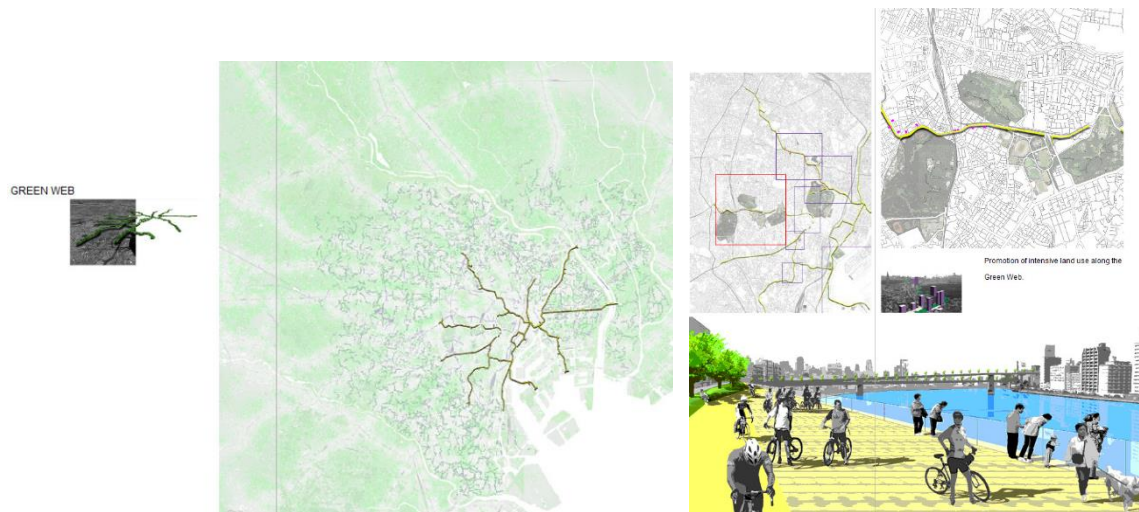 GREEN WEB
Promotion of intensive land use along the
Green Web.